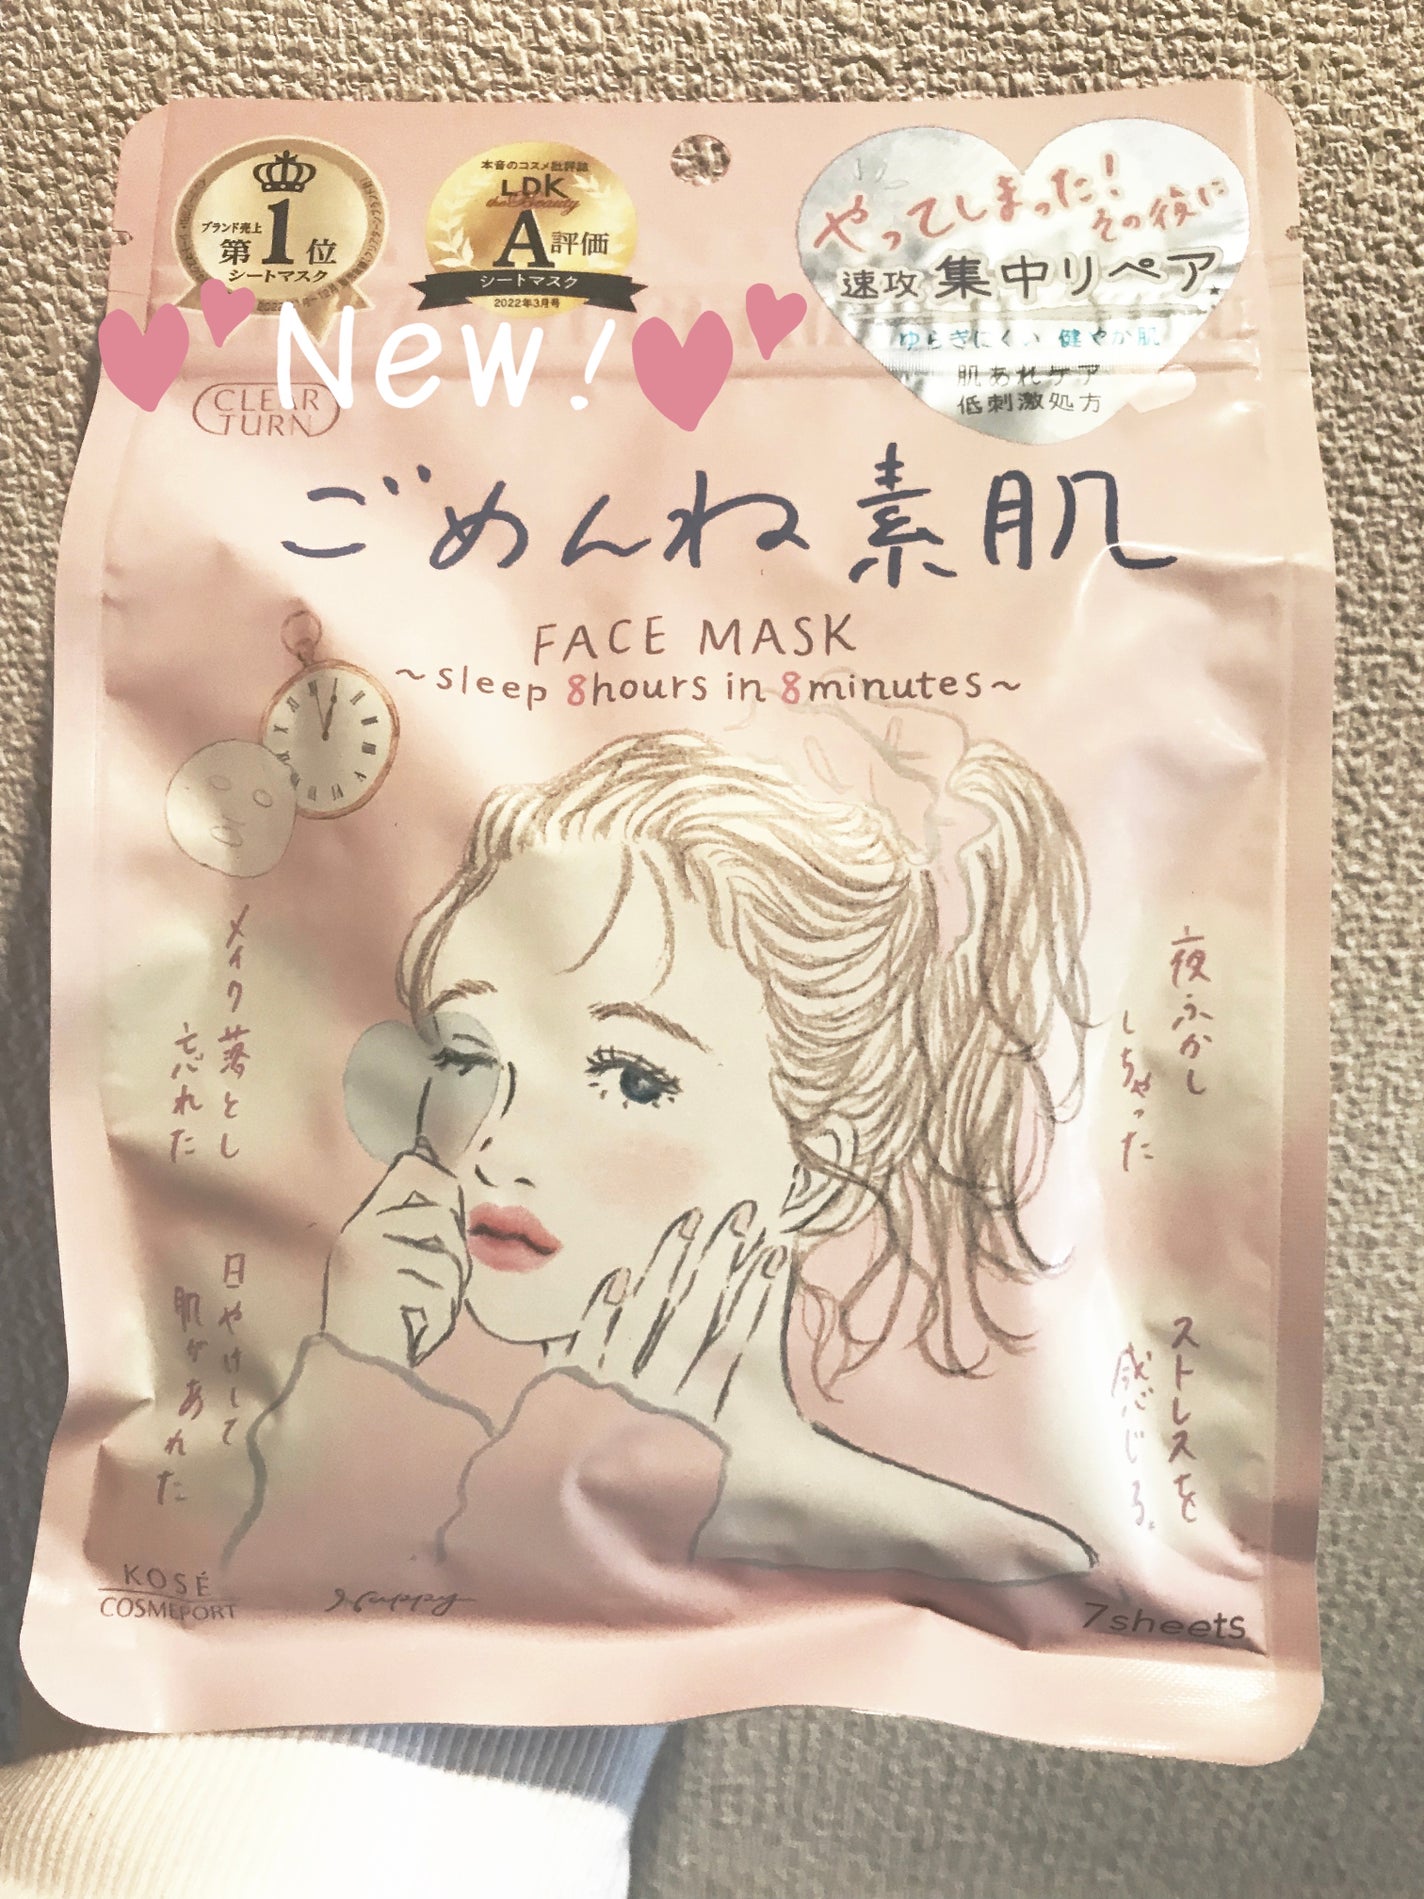 ブランド売上
第1位
シートマスク
本音のコスメ批評誌
LDK
the Beauty
A評価
シートマスク
2022年3月号
やってしまった!
その夜に
速攻 集中リペア
ゆらぎにくい 健やか肌
肌あれケア
低刺激処方
New!
CLEAR
TURN
ごめんね素肌
FACE MASK
~sleep 8hours in 8minutes~
メイク落とし
忘れた
夜ふかし
しちゃった
日やけして
肌があれた
ストレスを
感じる。
KOSÉ
COSMEPORT
7sheets